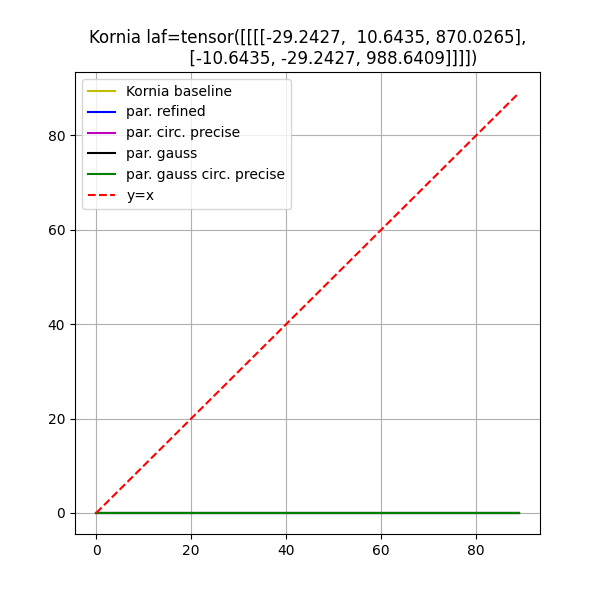 Kornia laf=tensor([[[[-29.2427,  10.6435, 870.0265],
[-10.6435, -29.2427, 988.6409]]]])
Kornia baseline
par. refined
par. circ. precise
par. gauss
par. gauss circ. precise
y=x
80
60
40
20
0
0 20 40 60 80